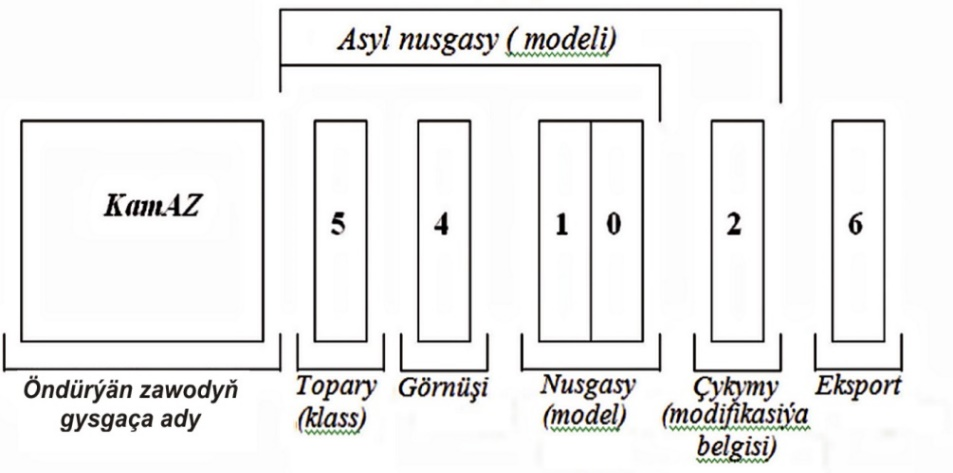 Asyl nusgasy ( modeli)
KamAZ
5
4
1 0
2
6
Öndürýän zawodyň
gysgaça ady
Topary
(klass)
Görnüşi
Nusgasy
(model)
Çykymy
(modifikasiýa
belgisi)
Eksport